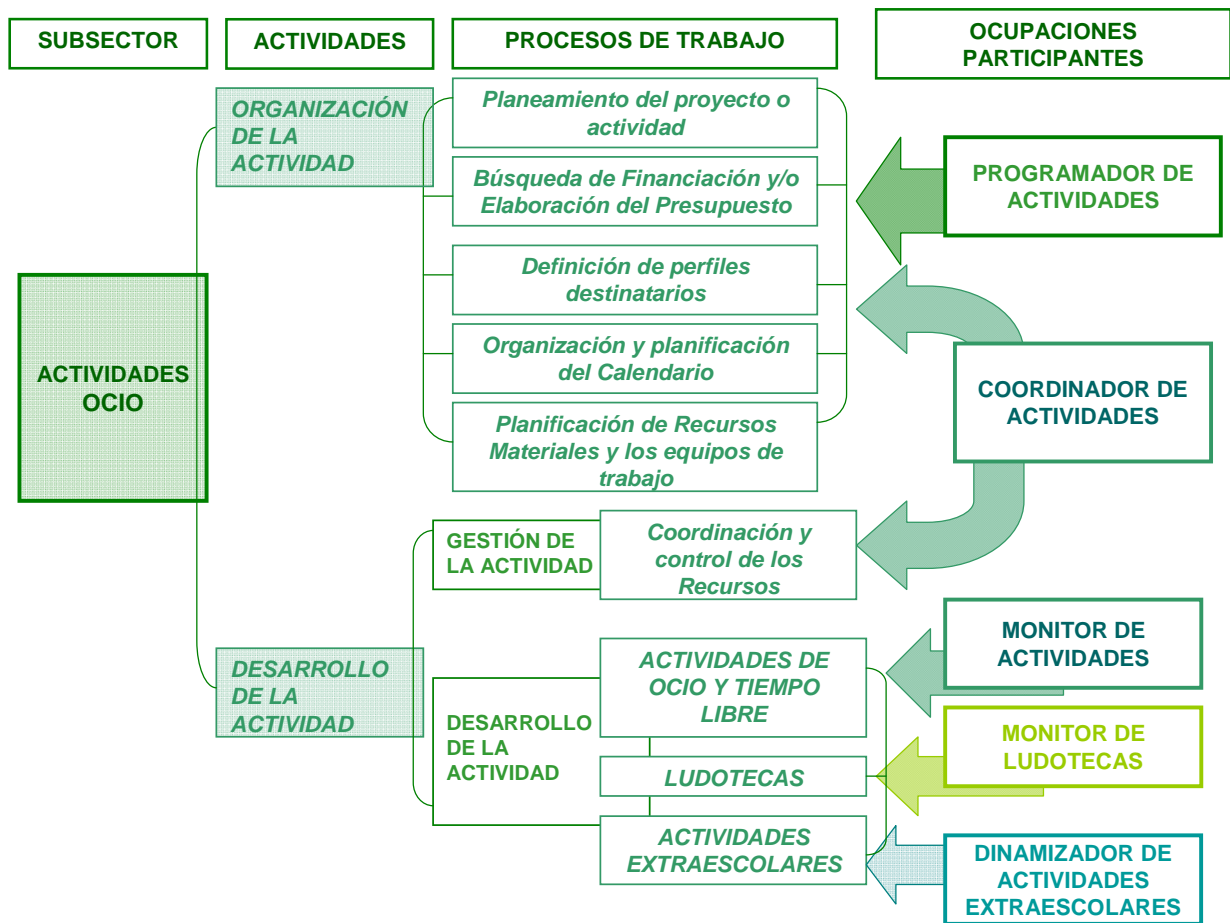 SUBSECTOR
ACTIVIDADES
PROCESOS DE TRABAJO
OCUPACIONES
PARTICIPANTES
ORGANIZACIÓN
DE LA
ACTIVIDAD
Planeamiento del proyecto o
actividad
Búsqueda de Financiación y/o
Elaboración del Presupuesto
PROGRAMADOR DE
ACTIVIDADES
Definición de perfiles
destinatarios
ACTIVIDADES
OCIO
Organización y planificación
del Calendario
COORDINADOR DE
ACTIVIDADES
Planificación de Recursos
Materiales y los equipos de
trabajo
GESTIÓN DE
LA ACTIVIDAD
Coordinación y
control de los
Recursos
DESARROLLO
DE LA
ACTIVIDAD
DESARROLLO
DE LA
ACTIVIDAD
ACTIVIDADES DE
OCIO Y TIEMPO
LIBRE
MONITOR DE
ACTIVIDADES
LUDOTECAS
MONITOR DE
LUDOTECAS
ACTIVIDADES
EXTRAESCOLARES
DINAMIZADOR DE
ACTIVIDADES
EXTRAESCOLARES